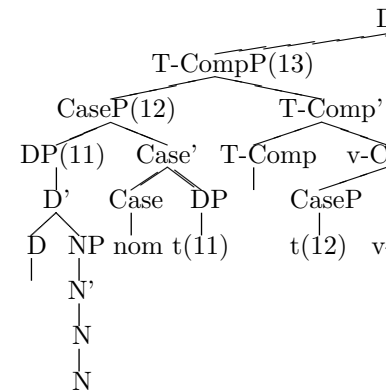 D
T-CompP(13)
CaseP(12) T-Comp'
DP(11) Case' T-Comp v-C
D' Case DP CaseP
D NP nom t(11) t(12) v-
N'
N
N